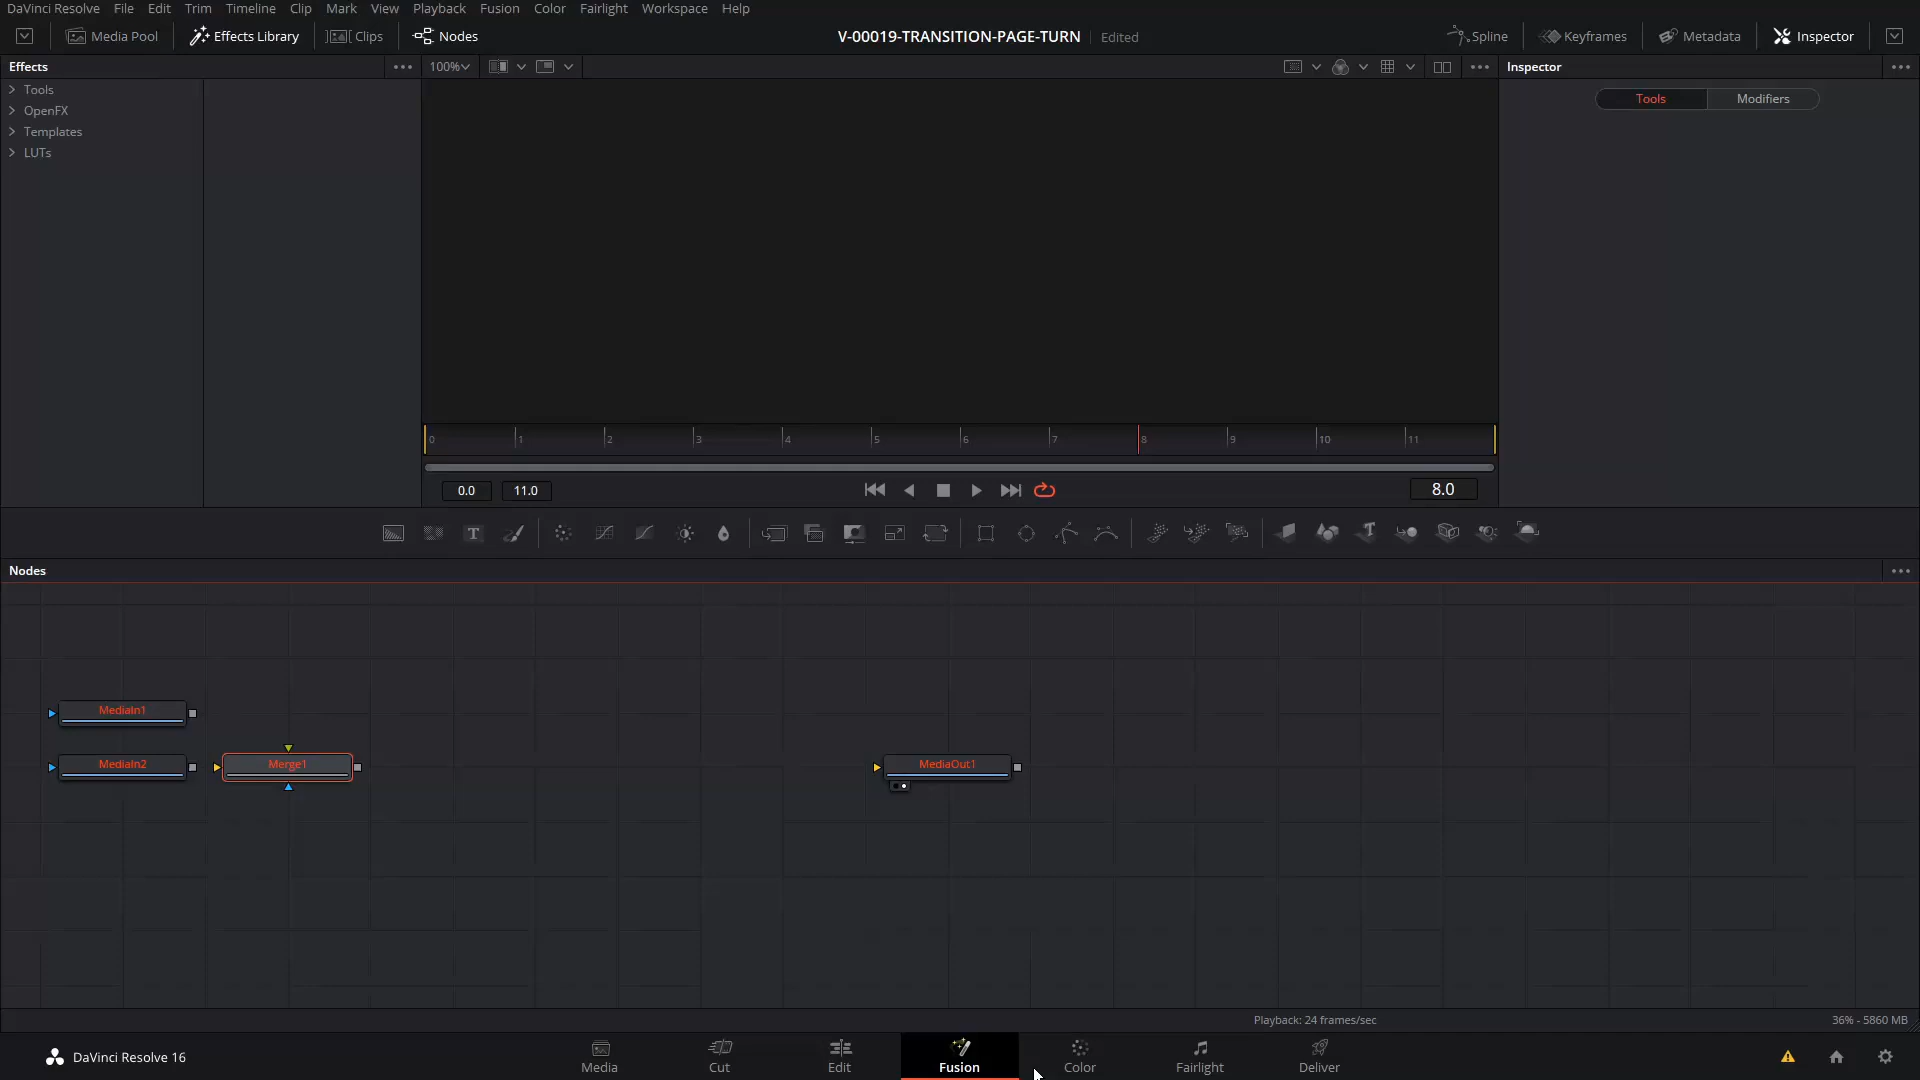 DaVinci Resolve File Edit Trim Timeline Clip Mark View Playback Fusion Color Fairlight Workspace Help
Media Pool Effects Library Clips Nodes V-00019-TRANSITION-PAGE-TURN Edited Spline Keyframes Metadata Inspector
Effects 100% Inspector
Tools
OpenFX
Templates
LUTs
Tools Modifiers
0 1 2 3 4 5 6 7 8 9 10 11
0.0 11.0 8.0
T T
Nodes
MediaIn1
MediaIn2 Merge1 MediaOut1
Playback: 24 frames/sec 36% - 5860 MB
DaVinci Resolve 16 Media Cut Edit Fusion Color Fairlight Deliver